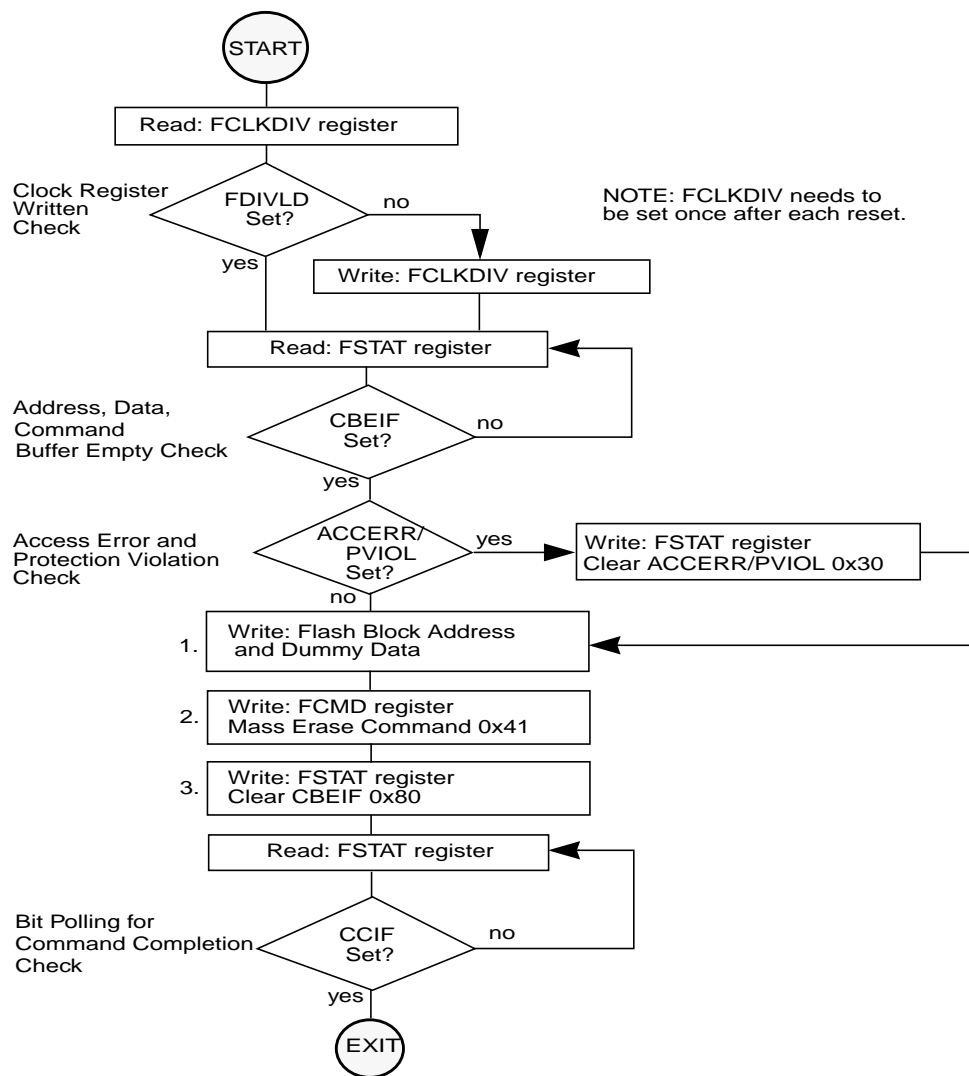 START
Read: FCLKDIV register
Clock Register
Written
Check
FDIVLD
Set?
no
NOTE: FCLKDIV needs to
be set once after each reset.
yes
Write: FCLKDIV register
Read: FSTAT register
Address, Data,
Command
Buffer Empty Check
CBEIF
Set?
no
yes
Access Error and
Protection Violation
Check
ACCERR/
PVIOL
Set?
yes
Write: FSTAT register
Clear ACCERR/PVIOL 0x30
no
1.
Write: Flash Block Address
and Dummy Data
2.
Write: FCMD register
Mass Erase Command 0x41
3.
Write: FSTAT register
Clear CBEIF 0x80
Read: FSTAT register
Bit Polling for
Command Completion
Check
CCIF
Set?
no
yes
EXIT